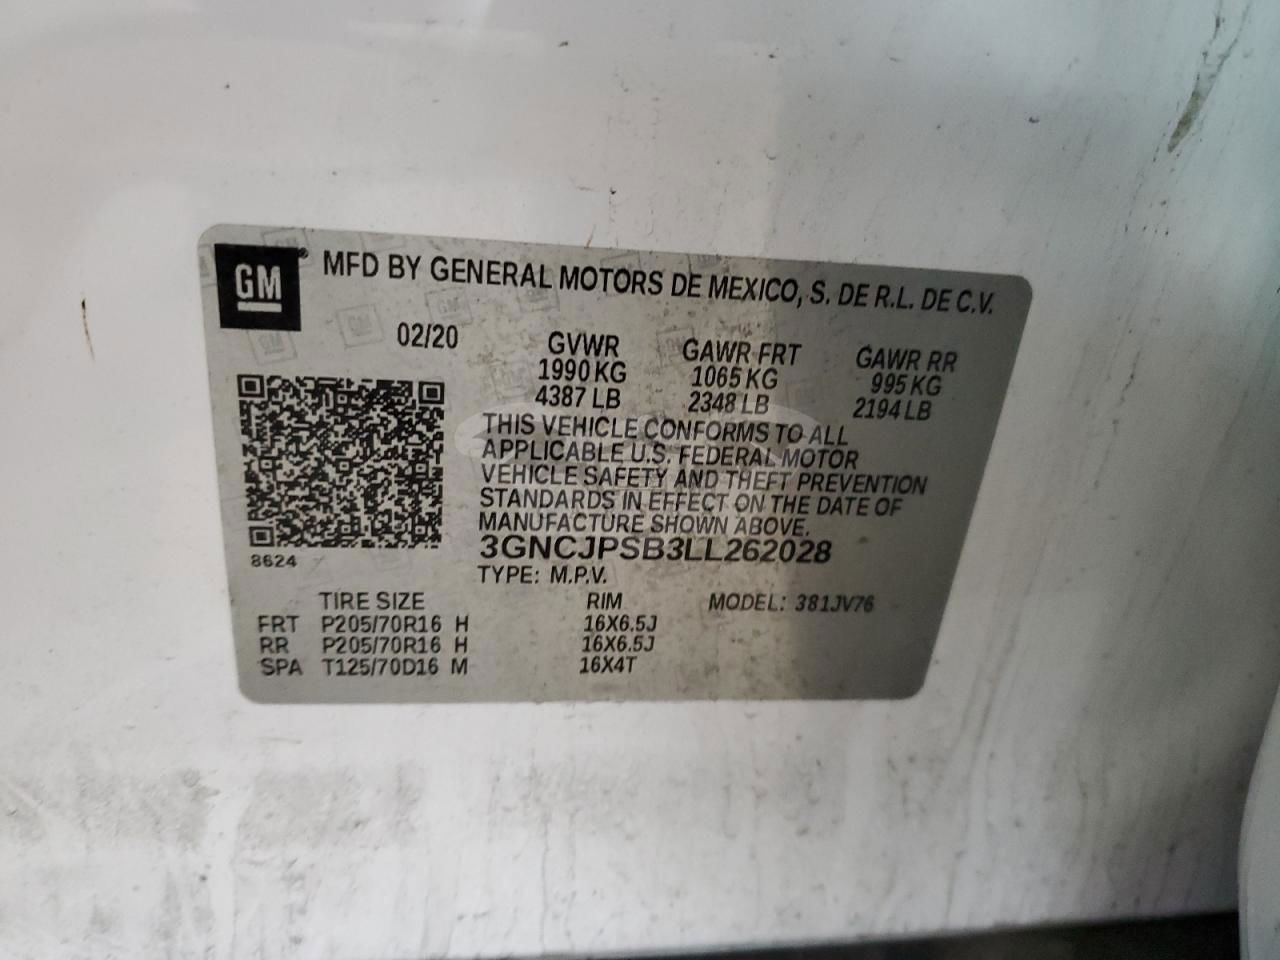 GM MFD BY GENERAL MOTORS DE MEXICO, S. DE R.L. DE C.V.
02/20 GVWR GAWR FRT GAWR RR
1990 KG 1065 KG 995 KG
4387 LB 2348 LB 2194 LB
THIS VEHICLE CONFORMS TO ALL
APPLICABLE U.S. FEDERAL MOTOR
VEHICLE SAFETY AND THEFT PREVENTION
STANDARDS IN EFFECT ON THE DATE OF
MANUFACTURE SHOWN ABOVE.
3GNCJPSB3LL262028
8624
TYPE: M.P.V.
TIRE SIZE RIM MODEL: 381JV76
FRT P205/70R16 H 16X6.5J
RR P205/70R16 H 16X6.5J
SPA T125/70D16 M 16X4T